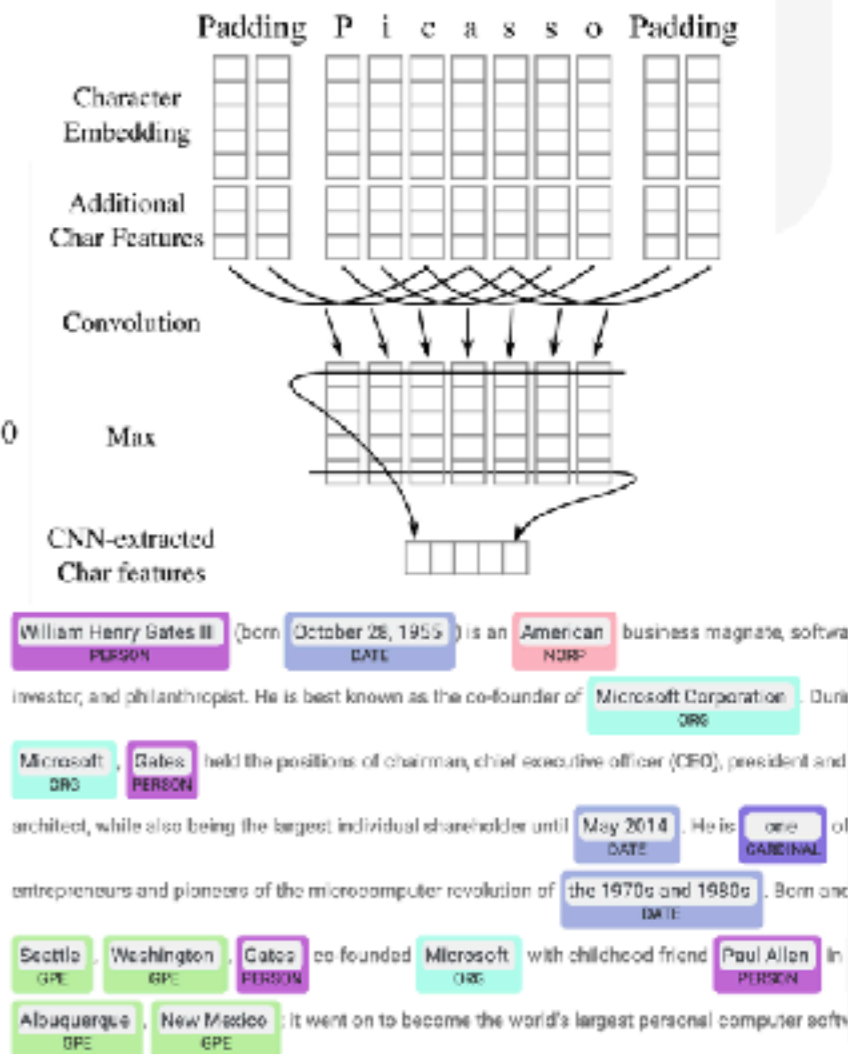 Padding P i c a s s o Padding
Character
Embedding
Additional
Char Features
Convolution
0
Max
CNN-extracted
Char features
William Henry Gates III (born October 28, 1955 ) is an American business magnate, softwa
PERSON DATE NORP
investor, and philanthropist. He is best known as the co-founder of Microsoft Corporation . Duri
ORG
Microsoft , Gates held the positions of chairman, chief executive officer (CEO), president and
ORG PERSON
architect, while also being the largest individual shareholder until May 2014 . He is one of
DATE CARDINAL
entrepreneurs and pioneers of the microcomputer revolution of the 1970s and 1980s . Born and
DATE
Seattle , Washington , Gates co-founded Microsoft with childhood friend Paul Allen in
GPE GPE PERSON ORG PERSON
Albuquerque , New Mexico ; it went on to become the world's largest personal computer softw
GPE GPE